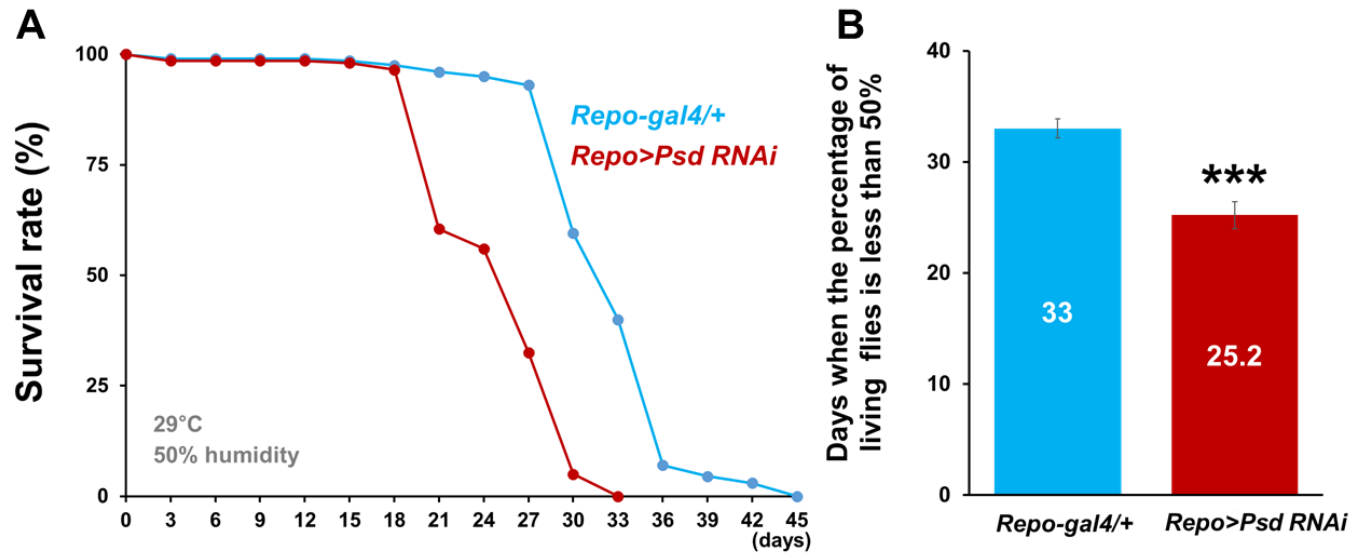 A
Survival rate (%)
100
75
50
25
0
Repo-gal4/+
Repo>Psd RNAi
29°C
50% humidity
0 3 6 9 12 15 18 21 24 27 30 33 36 39 42 45
(days)
B
Days when the percentage of
living flies is less than 50%
40
30
20
10
0
***
33
25.2
Repo-gal4/+ Repo>Psd RNAi